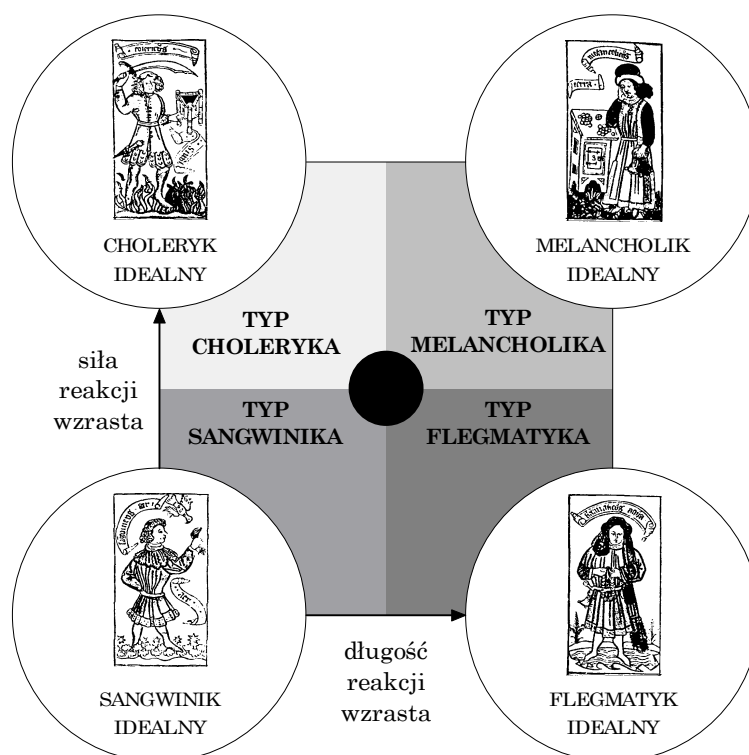 CHOLERYK
IDEALNY
MELANCHOLIK
IDEALNY
TYP
CHOLERYKA
TYP
MELANCHOLIKA
siła
reakcji
wzrasta
TYP
SANGWINIKA
TYP
FLEGMATYKA
długość
reakcji
wzrasta
SANGWINIK
IDEALNY
FLEGMATYK
IDEALNY